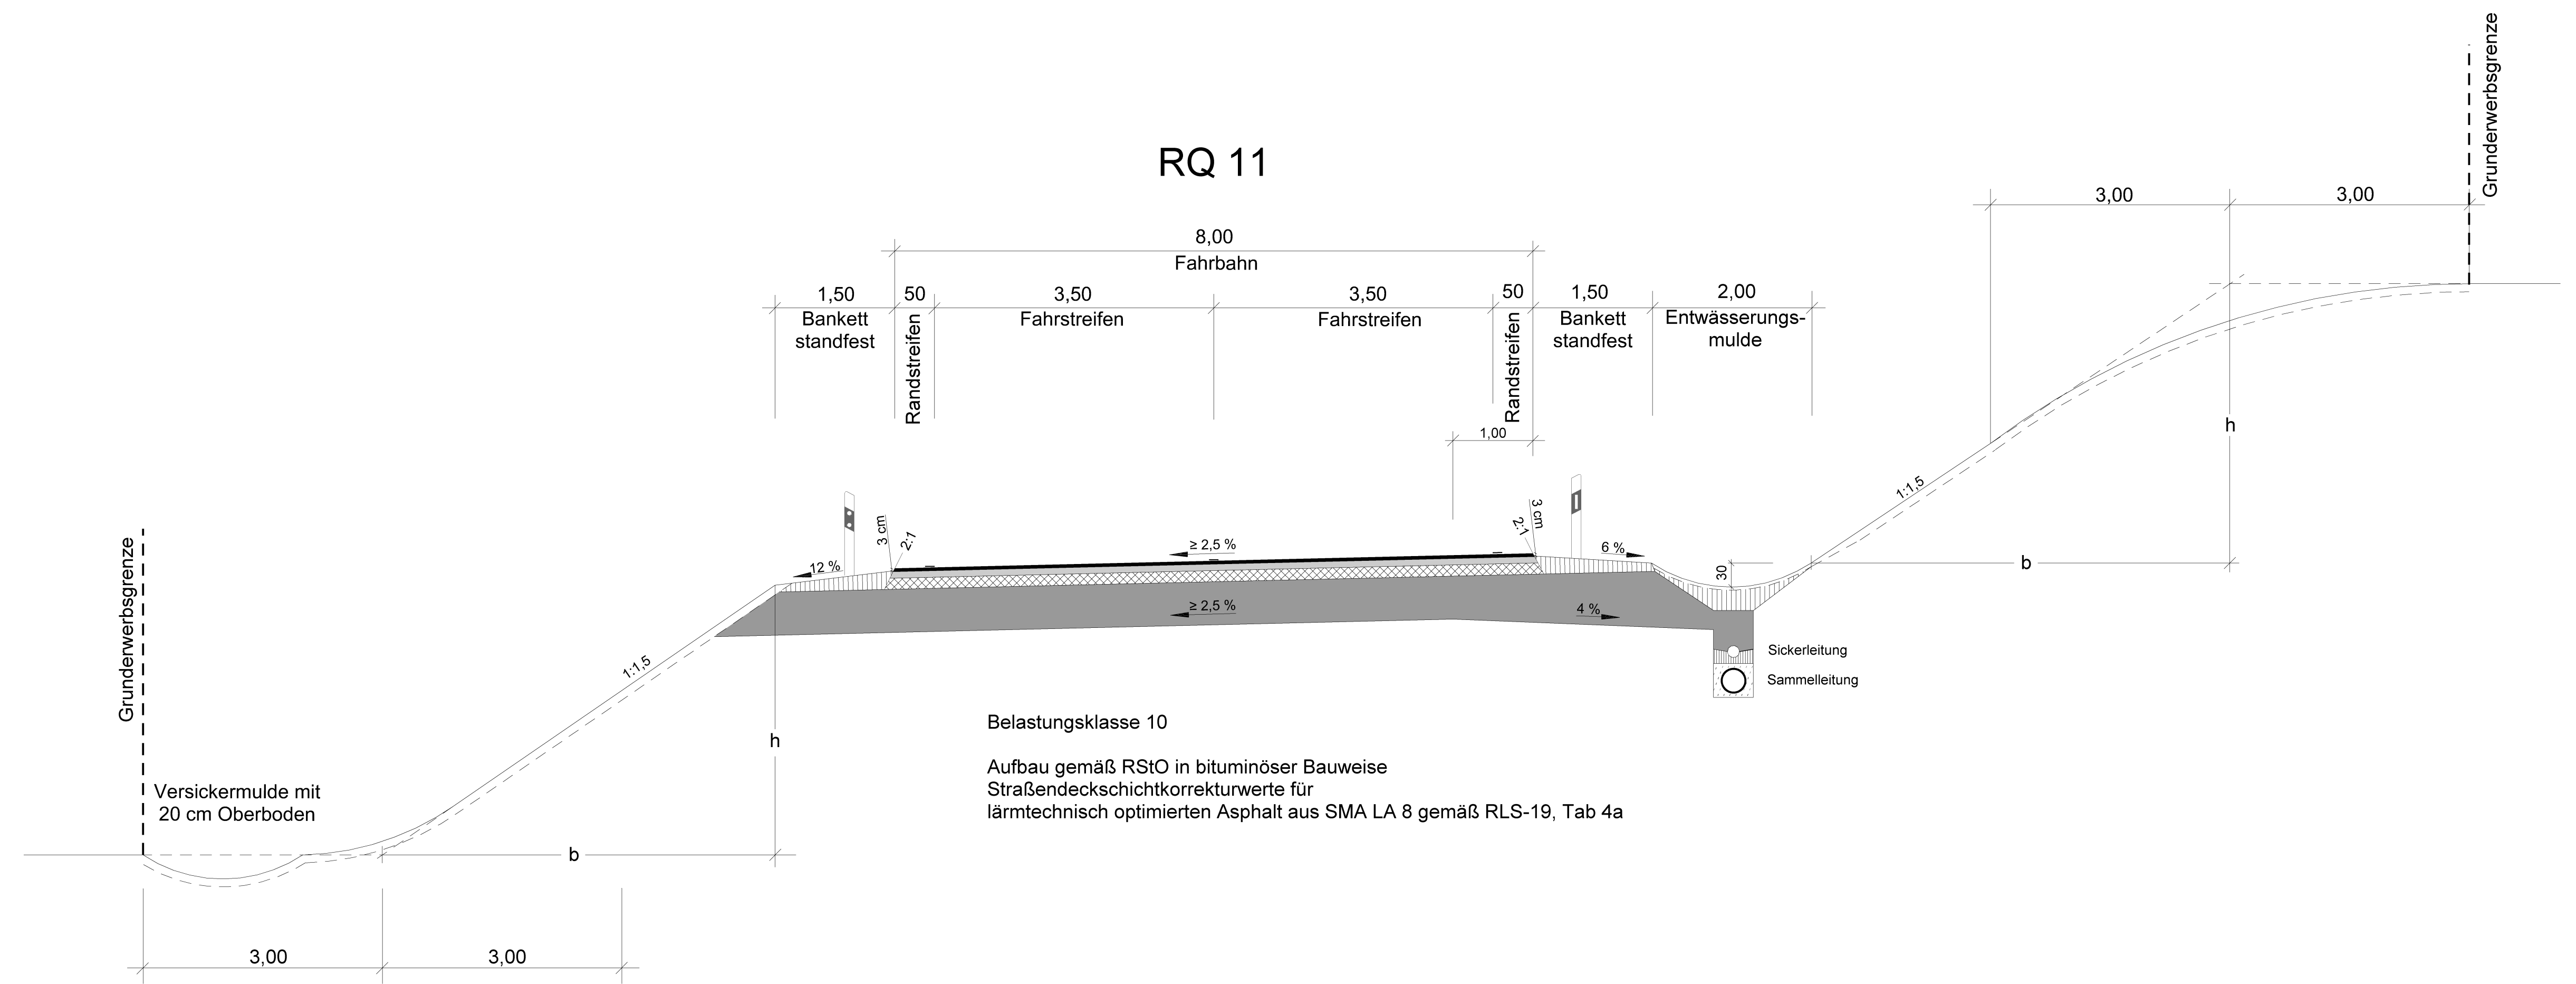 RQ 11
Grunderwerbsgrenze
3,00
3,00
8,00
Fahrbahn
1,50
50
3,50
3,50
50
1,50
2,00
Bankett
standfest
Randstreifen
Fahrstreifen
Fahrstreifen
Randstreifen
Bankett
standfest
Entwässerungs-
mulde
1,00
h
1:1,5
b
3 cm
2:1
3 cm
2:1
12 %
≥ 2,5 %
6 %
30
≥ 2,5 %
4 %
Sickerleitung
Sammelleitung
Grunderwerbsgrenze
1:1,5
h
b
Versickermulde mit
20 cm Oberboden
3,00
3,00
Belastungsklasse 10
Aufbau gemäß RStO in bituminöser Bauweise
Straßendeckschichtkorrekturwerte für
lärmtechnisch optimierten Asphalt aus SMA LA 8 gemäß RLS-19, Tab 4a